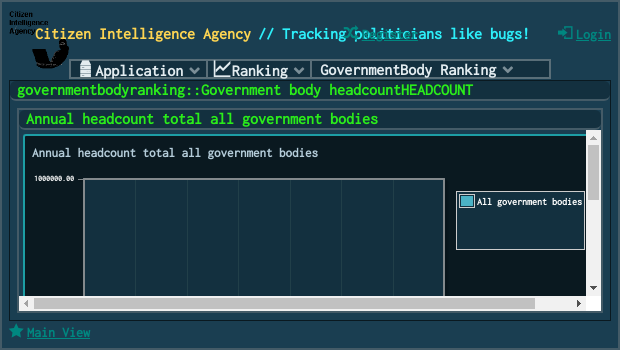 Citizen
Intelligence
Agency
Citizen Intelligence Agency // Tracking politicians like bugs!
Register
Login
Application
Ranking
GovernmentBody Ranking
governmentbodyranking::Government body headcountHEADCOUNT
Annual headcount total all government bodies
Annual headcount total all government bodies
1000000.00
All government bodies
Main View